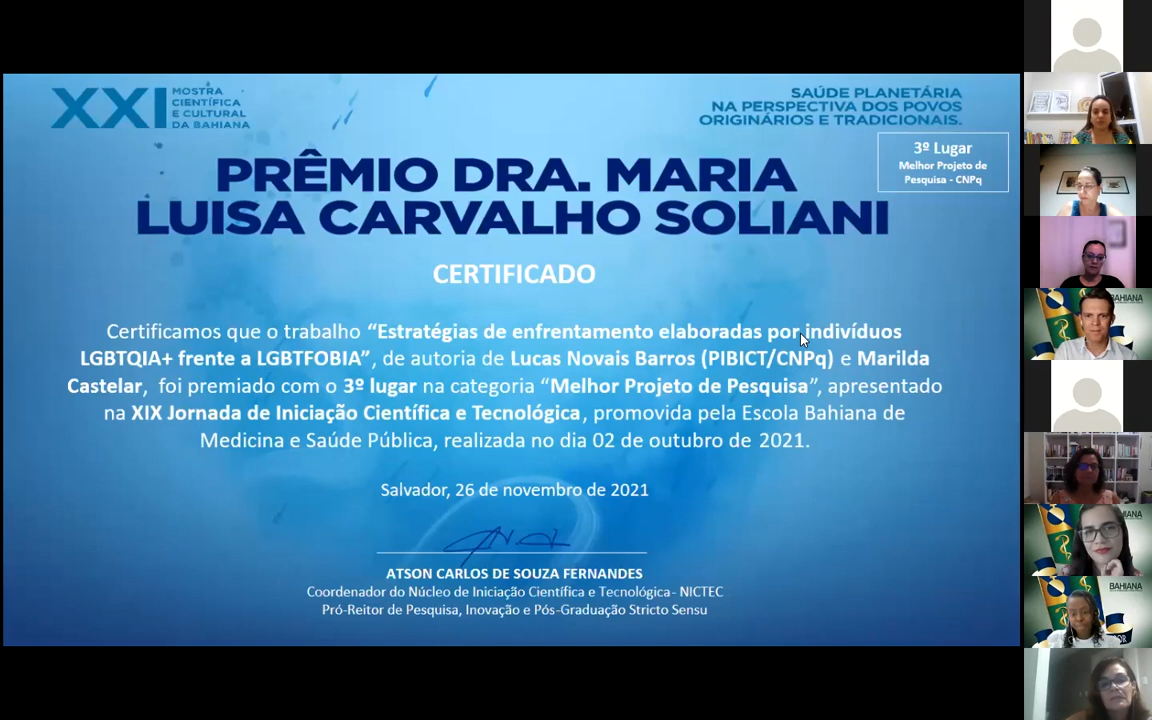 XXI
MOSTRA
CIENTÍFICA
E CULTURAL
DA BAHIANA
SAÚDE PLANETÁRIA
NA PERSPECTIVA DOS POVOS
ORIGINÁRIOS E TRADICIONAIS.
3º Lugar
Melhor Projeto de
Pesquisa - CNPq
PRÊMIO DRA. MARIA
LUISA CARVALHO SOLIANI
CERTIFICADO
Certificamos que o trabalho “Estratégias de enfrentamento elaboradas por indivíduos
LGBTQIA+ frente a LGBTFOBIA”, de autoria de Lucas Novais Barros (PIBICT/CNPq) e Marilda
Castelar, foi premiado com o 3º lugar na categoria “Melhor Projeto de Pesquisa”, apresentado
na XIX Jornada de Iniciação Científica e Tecnológica, promovida pela Escola Bahiana de
Medicina e Saúde Pública, realizada no dia 02 de outubro de 2021.
Salvador, 26 de novembro de 2021
ATSON CARLOS DE SOUZA FERNANDES
Coordenador do Núcleo de Iniciação Científica e Tecnológica - NICTEC
Pró-Reitor de Pesquisa, Inovação e Pós-Graduação Stricto Sensu
BAHIANA